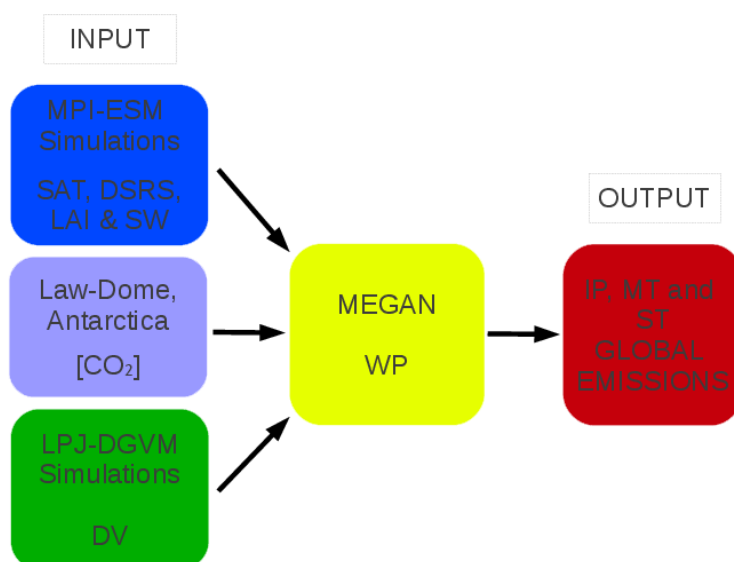 INPUT
MPI-ESM
Simulations
SAT, DSRS,
LAI & SW
Law-Dome,
Antarctica
[CO₂]
LPJ-DGVM
Simulations
DV
MEGAN
WP
OUTPUT
IP, MT and
ST
GLOBAL
EMISSIONS